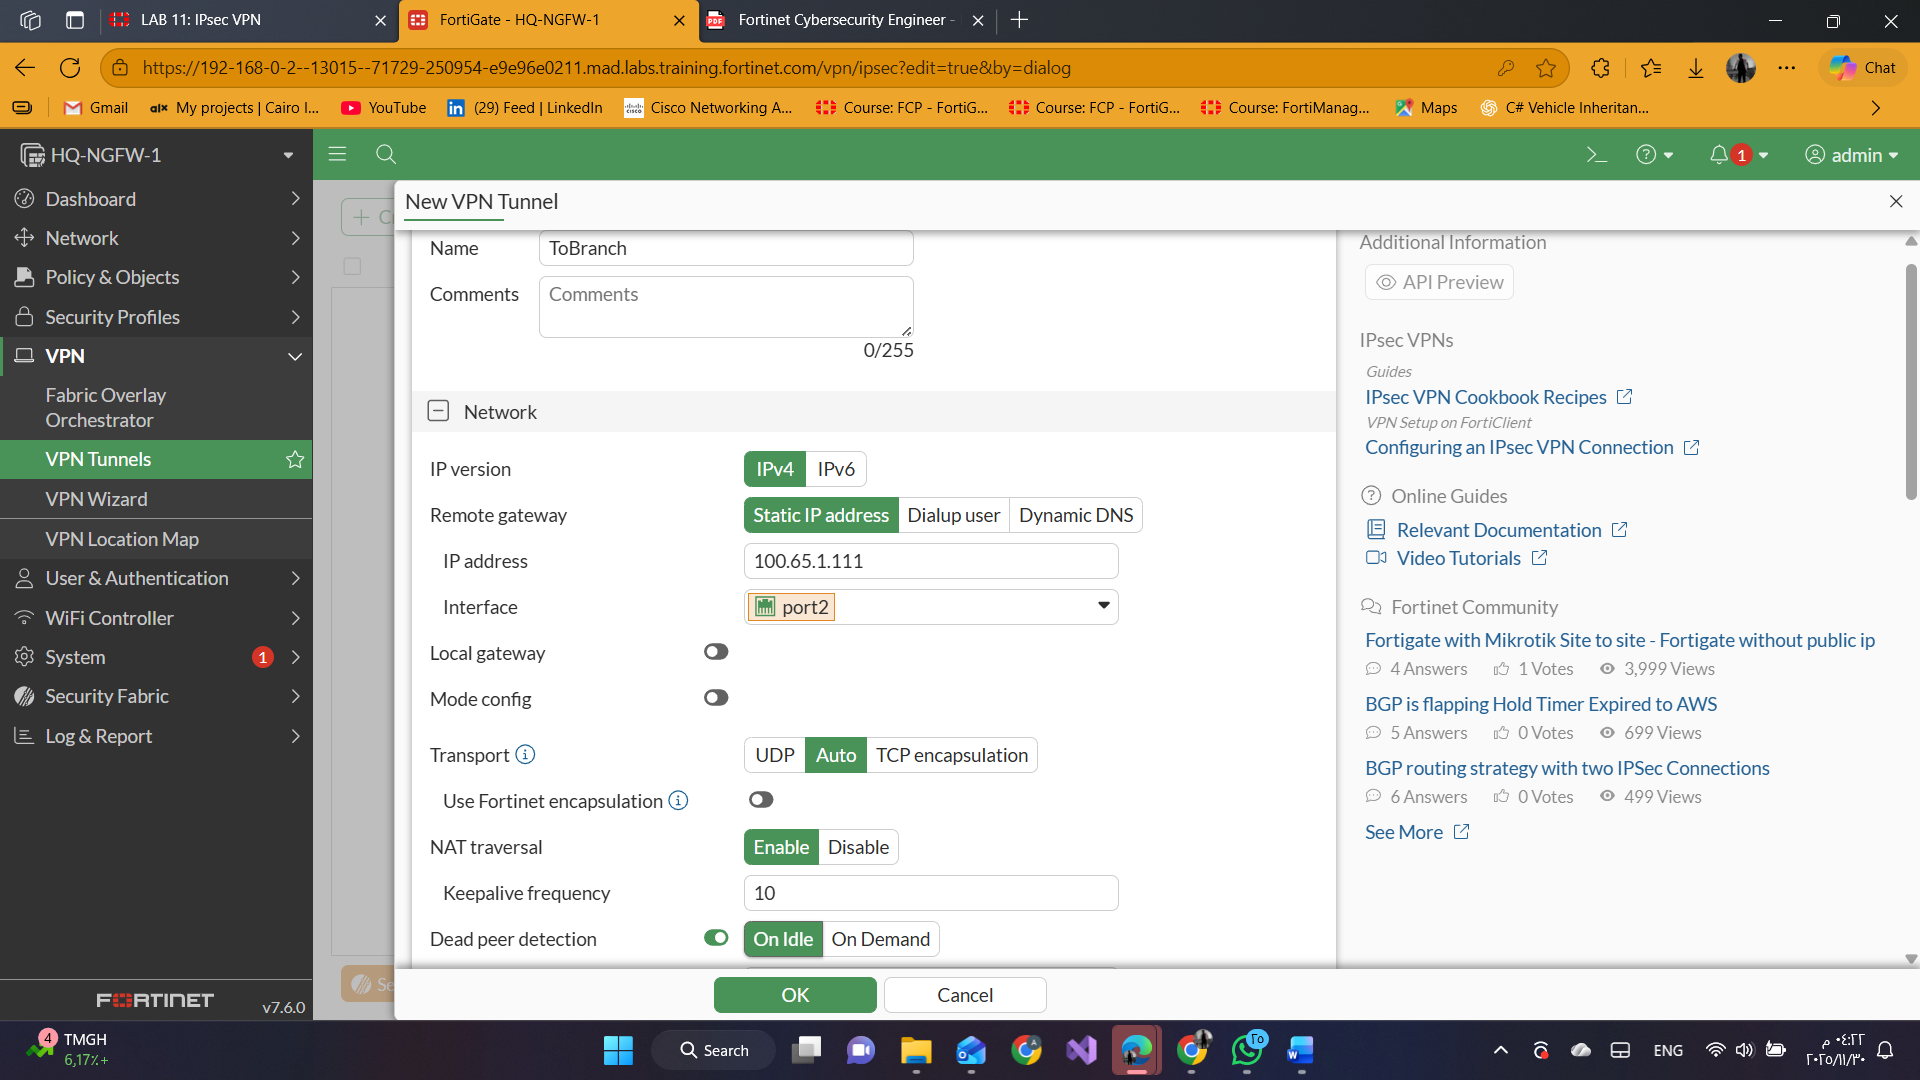 LAB 11: IPsec VPN
FortiGate - HQ-NGFW-1
Fortinet Cybersecurity Engineer -
https://192-168-0-2--13015--71729-250954-e9e96e0211.mad.labs.training.fortinet.com/vpn/ipsec?edit=true&by=dialog
Chat
Gmail
My projects | Cairo I...
YouTube
(29) Feed | LinkedIn
Cisco Networking A...
Course: FCP - FortiG...
Course: FCP - FortiG...
Course: FortiManag...
Maps
C# Vehicle Inheritan...
HQ-NGFW-1
1
admin
Dashboard
Network
Policy & Objects
Security Profiles
VPN
Fabric Overlay
Orchestrator
VPN Tunnels
VPN Wizard
VPN Location Map
User & Authentication
WiFi Controller
System
1
Security Fabric
Log & Report
FORTINET
v7.6.0
New VPN Tunnel
Name
ToBranch
Comments
Comments
0/255
Network
IP version
IPv4
IPv6
Remote gateway
Static IP address
Dialup user
Dynamic DNS
IP address
100.65.1.111
Interface
port2
Local gateway
Mode config
Transport
UDP
Auto
TCP encapsulation
Use Fortinet encapsulation
NAT traversal
Enable
Disable
Keepalive frequency
10
Dead peer detection
On Idle
On Demand
OK
Cancel
Additional Information
API Preview
IPsec VPNs
Guides
IPsec VPN Cookbook Recipes
VPN Setup on FortiClient
Configuring an IPsec VPN Connection
Online Guides
Relevant Documentation
Video Tutorials
Fortinet Community
Fortigate with Mikrotik Site to site - Fortigate without public ip
4 Answers
1 Votes
3,999 Views
BGP is flapping Hold Timer Expired to AWS
5 Answers
0 Votes
699 Views
BGP routing strategy with two IPSec Connections
6 Answers
0 Votes
499 Views
See More
4
TMGH
6,17٪+
Search
٢٥
ENG
٠٤:٢٢ م
٢٠٢٥/١١/٣٠